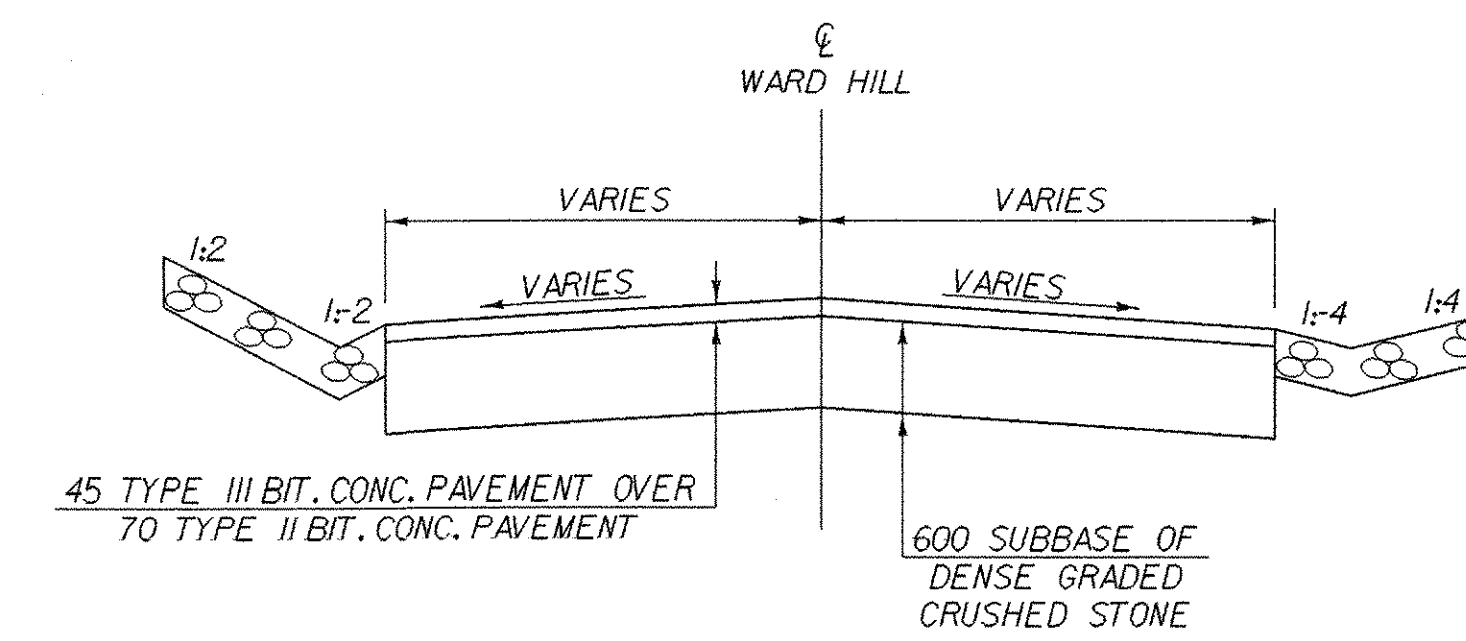 ℄
WARD HILL
VARIES
VARIES
1:2
1:-2
VARIES
VARIES
1:-4
1:4
45 TYPE III BIT. CONC. PAVEMENT OVER
70 TYPE II BIT. CONC. PAVEMENT
600 SUBBASE OF
DENSE GRADED
CRUSHED STONE